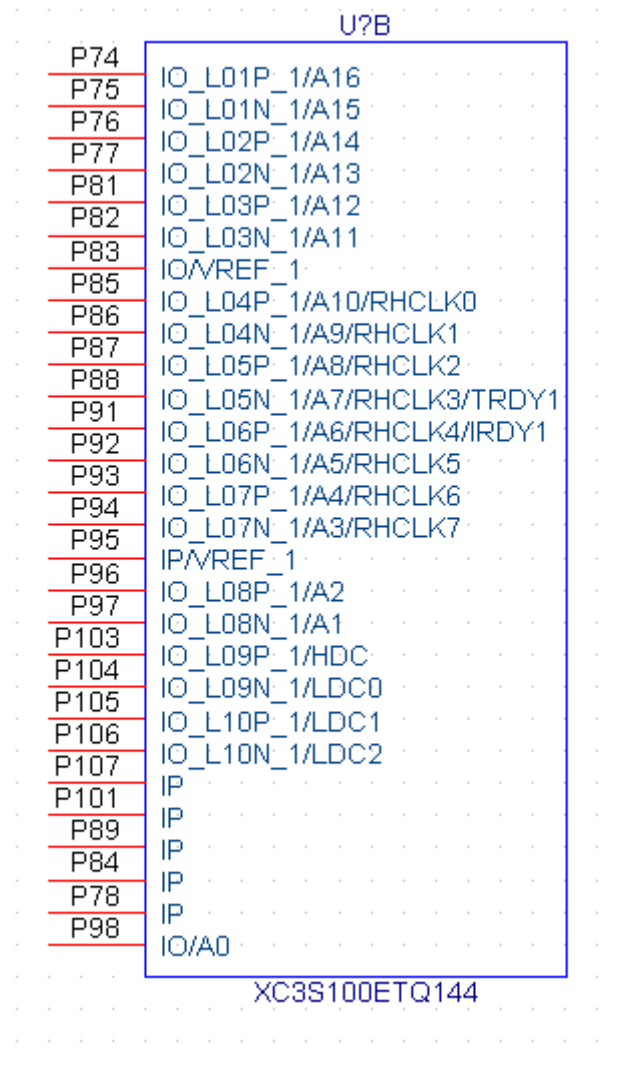 U?B
P74 IO_L01P_1/A16
P75 IO_L01N_1/A15
P76 IO_L02P_1/A14
P77 IO_L02N_1/A13
P81 IO_L03P_1/A12
P82 IO_L03N_1/A11
P83 IO/VREF_1
P85 IO_L04P_1/A10/RHCLK0
P86 IO_L04N_1/A9/RHCLK1
P87 IO_L05P_1/A8/RHCLK2
P88 IO_L05N_1/A7/RHCLK3/TRDY1
P91 IO_L06P_1/A6/RHCLK4/IRDY1
P92 IO_L06N_1/A5/RHCLK5
P93 IO_L07P_1/A4/RHCLK6
P94 IO_L07N_1/A3/RHCLK7
P95 IP/VREF_1
P96 IO_L08P_1/A2
P97 IO_L08N_1/A1
P103 IO_L09P_1/HDC
P104 IO_L09N_1/LDC0
P105 IO_L10P_1/LDC1
P106 IO_L10N_1/LDC2
P107 IP
P101 IP
P89 IP
P84 IP
P78 IP
P98 IO/A0
XC3S100ETQ144